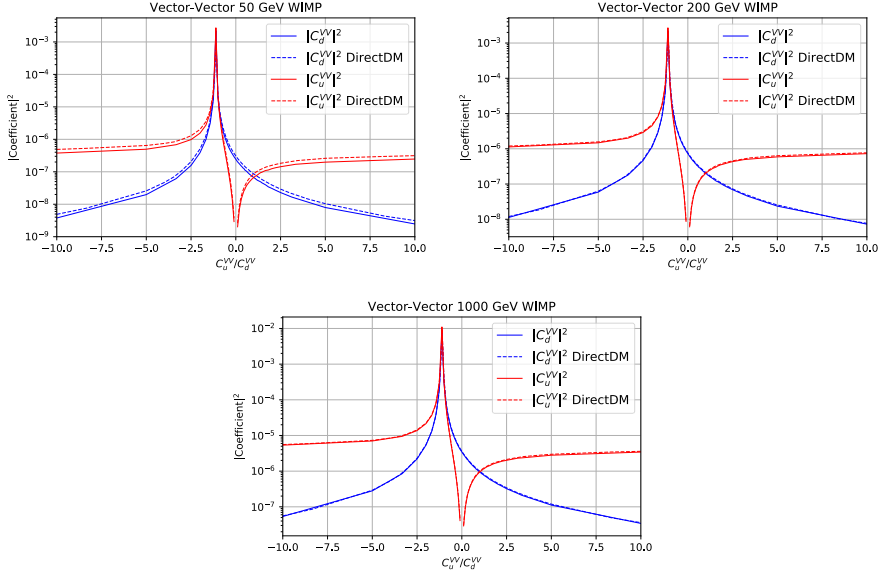 Vector-Vector 50 GeV WIMP
|Coefficient|²
10⁻³
10⁻⁴
10⁻⁵
10⁻⁶
10⁻⁷
10⁻⁸
10⁻⁹
|C_d^{VV}|²
|C_d^{VV}|² DirectDM
|C_u^{VV}|²
|C_u^{VV}|² DirectDM
−10.0 −7.5 −5.0 −2.5 0.0 2.5 5.0 7.5 10.0
C_u^{VV}/C_d^{VV}
Vector-Vector 200 GeV WIMP
|Coefficient|²
10⁻³
10⁻⁴
10⁻⁵
10⁻⁶
10⁻⁷
10⁻⁸
|C_d^{VV}|²
|C_d^{VV}|² DirectDM
|C_u^{VV}|²
|C_u^{VV}|² DirectDM
−10.0 −7.5 −5.0 −2.5 0.0 2.5 5.0 7.5 10.0
C_u^{VV}/C_d^{VV}
Vector-Vector 1000 GeV WIMP
|Coefficient|²
10⁻²
10⁻³
10⁻⁴
10⁻⁵
10⁻⁶
10⁻⁷
|C_d^{VV}|²
|C_d^{VV}|² DirectDM
|C_u^{VV}|²
|C_u^{VV}|² DirectDM
−10.0 −7.5 −5.0 −2.5 0.0 2.5 5.0 7.5 10.0
C_u^{VV}/C_d^{VV}